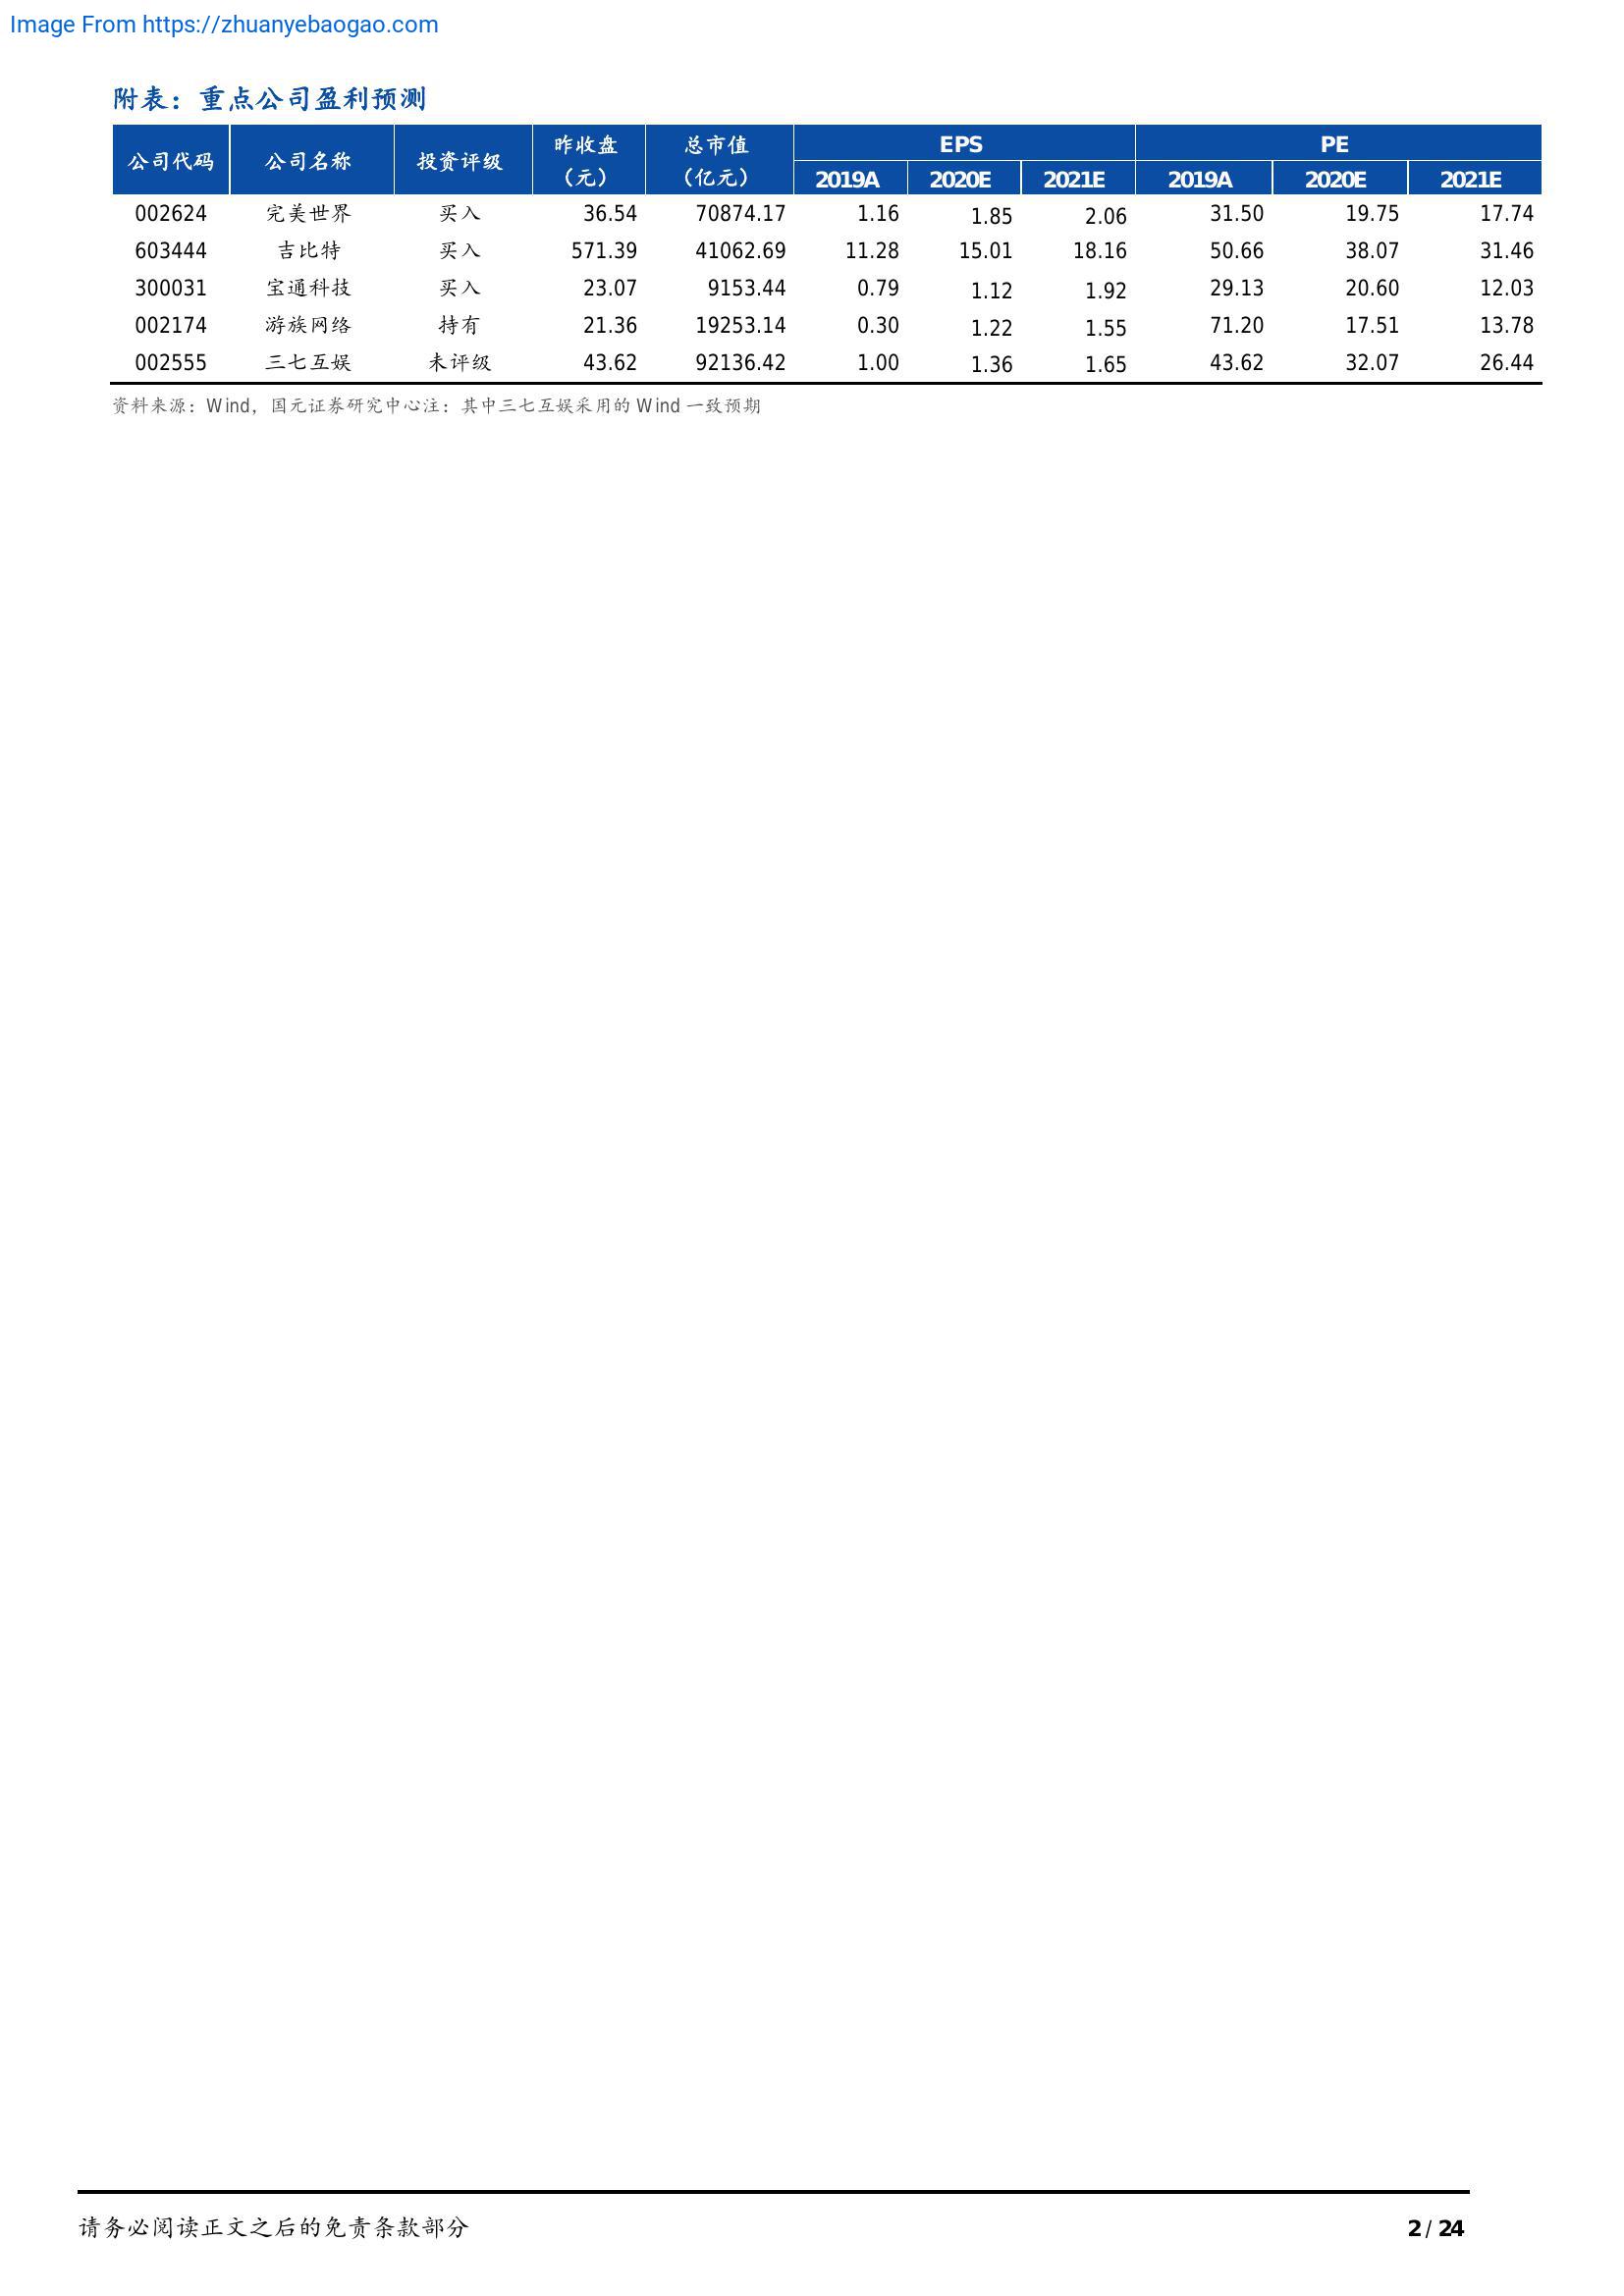 Image From https://zhuanyebaogao.com
附表：重点公司盈利预测
公司代码 公司名称 投资评级 昨收盘（元） 总市值（亿元） EPS PE
2019A 2020E 2021E 2019A 2020E 2021E
002624 完美世界 买入 36.54 70874.17 1.16 1.85 2.06 31.50 19.75 17.74
603444 吉比特 买入 571.39 41062.69 11.28 15.01 18.16 50.66 38.07 31.46
300031 宝通科技 买入 23.07 9153.44 0.79 1.12 1.92 29.13 20.60 12.03
002174 游族网络 持有 21.36 19253.14 0.30 1.22 1.55 71.20 17.51 13.78
002555 三七互娱 未评级 43.62 92136.42 1.00 1.36 1.65 43.62 32.07 26.44
资料来源：Wind，国元证券研究中心注：其中三七互娱采用的 Wind 一致预期
请务必阅读正文之后的免责条款部分 2 / 24